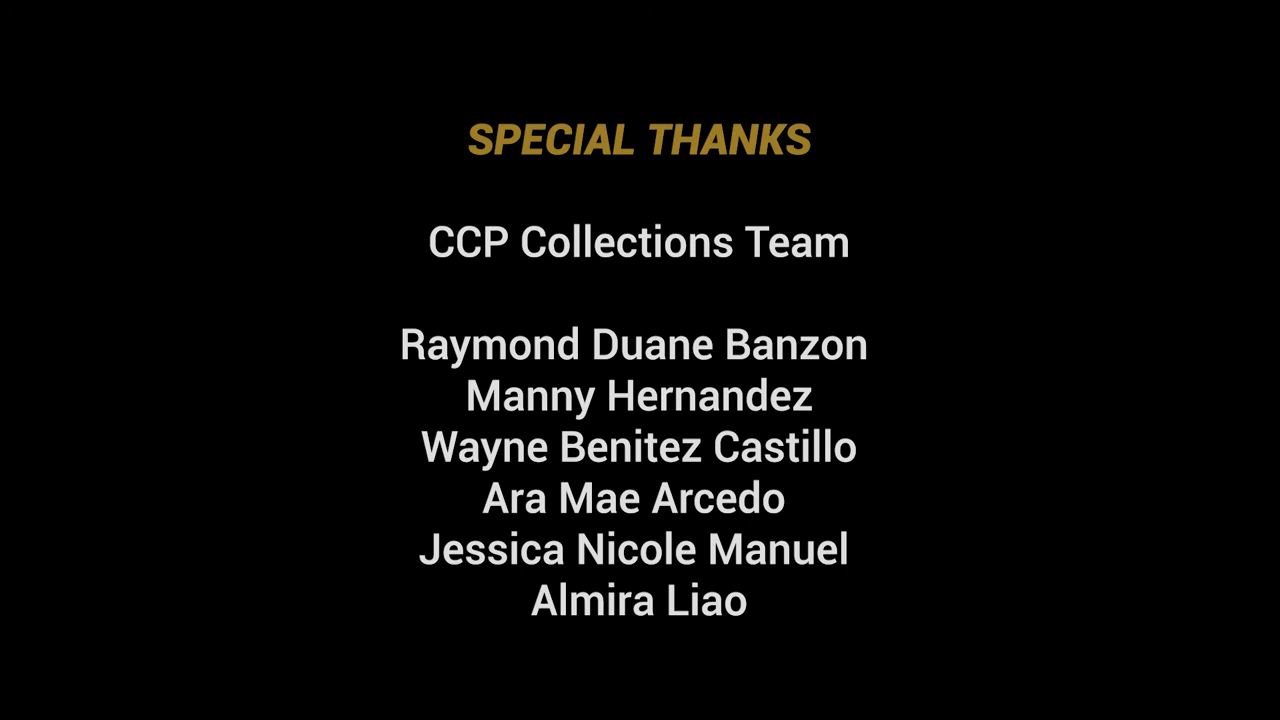 SPECIAL THANKS
CCP Collections Team
Raymond Duane Banzon
Manny Hernandez
Wayne Benitez Castillo
Ara Mae Arcedo
Jessica Nicole Manuel
Almira Liao